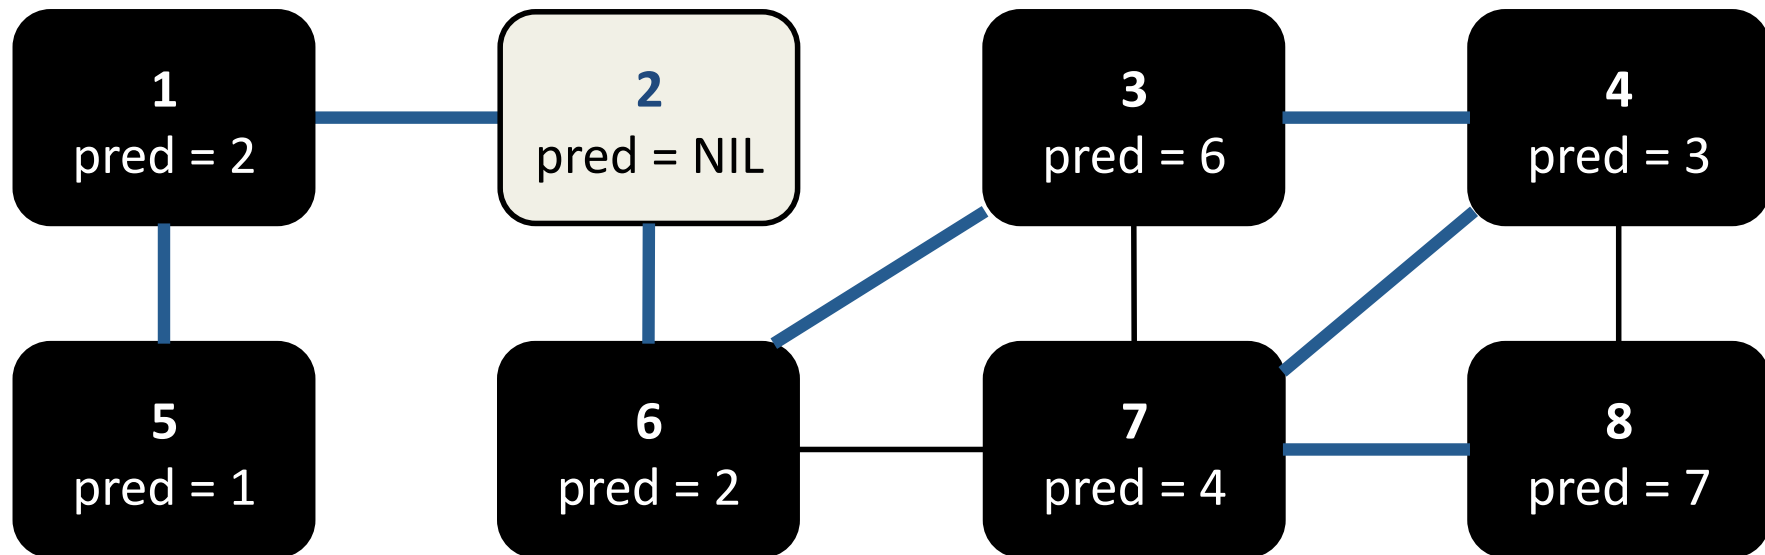 1
pred = 2
2
pred = NIL
3
pred = 6
4
pred = 3
5
pred = 1
6
pred = 2
7
pred = 4
8
pred = 7